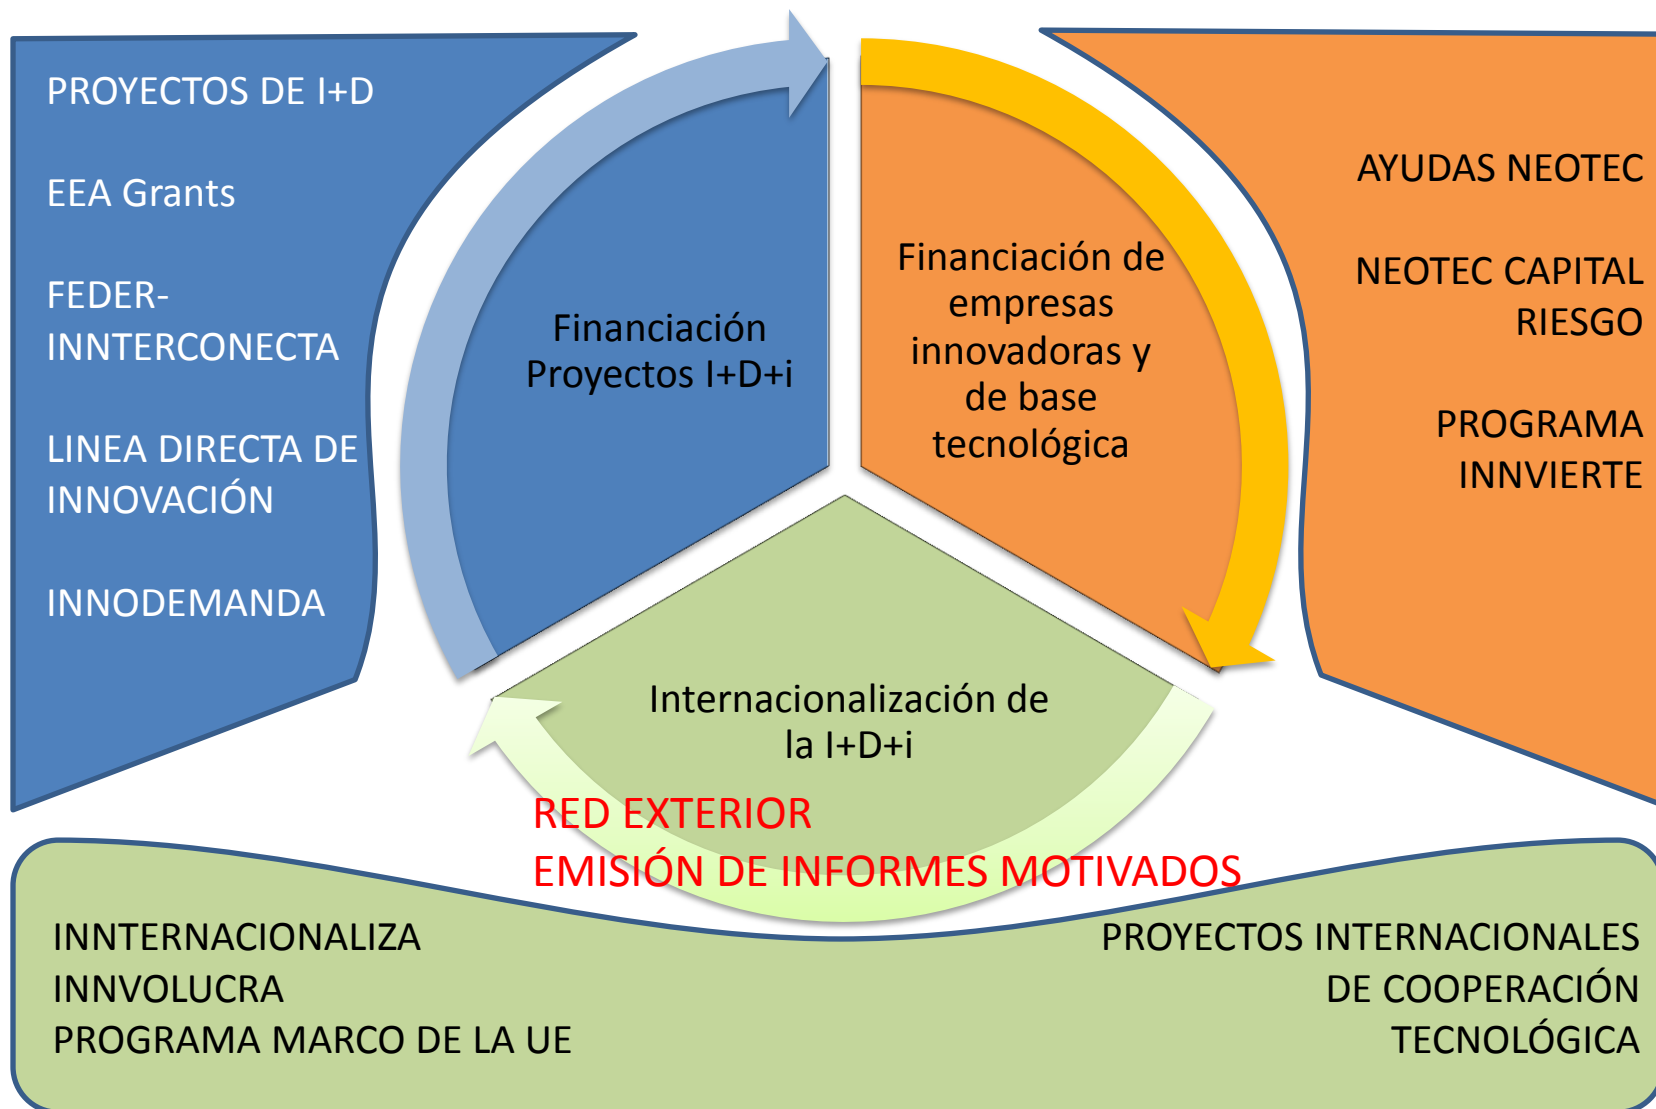 PROYECTOS DE I+D
EEA Grants
FEDER-
INNTERCONECTA
LINEA DIRECTA DE
INNOVACIÓN
INNODEMANDA
Financiación
Proyectos I+D+i
Financiación de
empresas
innovadoras y
de base
tecnológica
AYUDAS NEOTEC
NEOTEC CAPITAL
RIESGO
PROGRAMA
INNVIERTE
Internacionalización de
la I+D+i
RED EXTERIOR
EMISIÓN DE INFORMES MOTIVADOS
INNTERNACIONALIZA
INNVOLUCRA
PROGRAMA MARCO DE LA UE
PROYECTOS INTERNACIONALES
DE COOPERACIÓN
TECNOLÓGICA